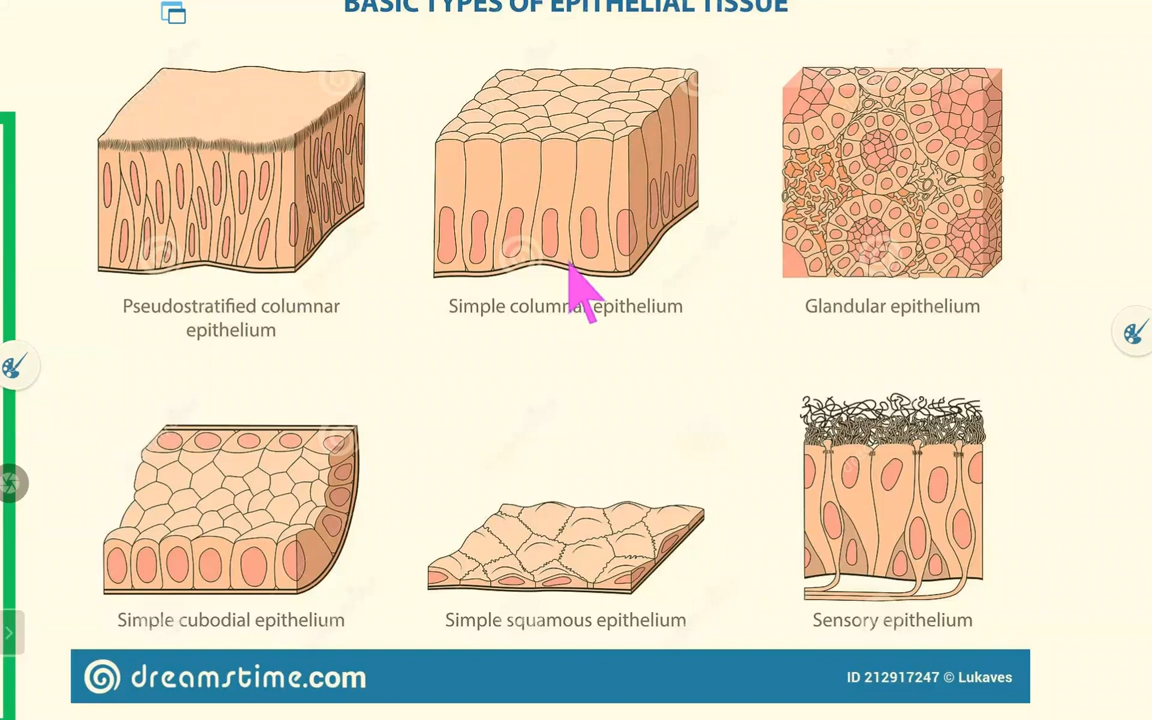 BASIC TYPES OF EPITHELIAL TISSUE
Pseudostratified columnar
epithelium
Simple columnar epithelium
Glandular epithelium
Simple cubodial epithelium
Simple squamous epithelium
Sensory epithelium
dreamstime.com
ID 212917247 © Lukaves